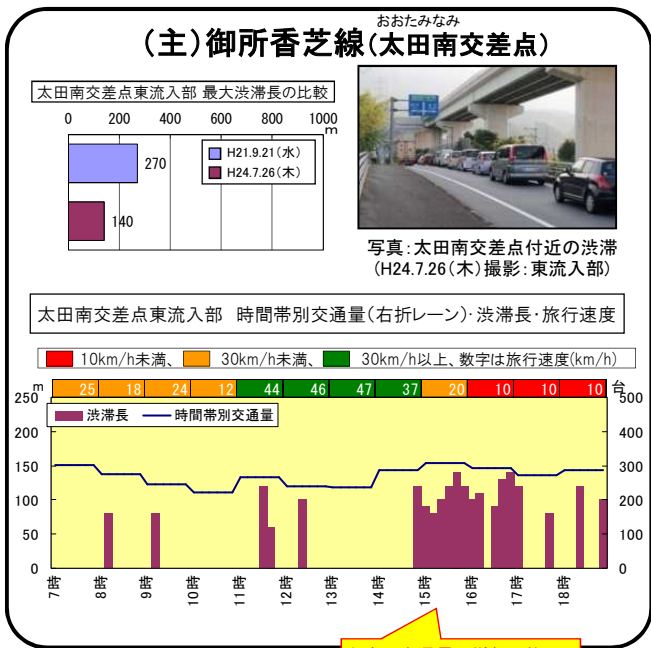 おおたみなみ
(主)御所香芝線(太田南交差点)
太田南交差点東流入部 最大渋滞長の比較
0 200 400 600 800 1000
m
H21.9.21(水)
H24.7.26(木)
270
140
写真:太田南交差点付近の渋滞
(H24.7.26(木)撮影:東流入部)
太田南交差点東流入部 時間帯別交通量(右折レーン)・渋滞長・旅行速度
10km/h未満、 30km/h未満、 30km/h以上、数字は旅行速度(km/h)
m 25 18 24 12 44 46 47 37 20 10 10 10 台
渋滞長 時間帯別交通量
250 500
200 400
150 300
100 200
50 100
0 0
7時 8時 9時 10時 11時 12時 13時 14時 15時 16時 17時 18時